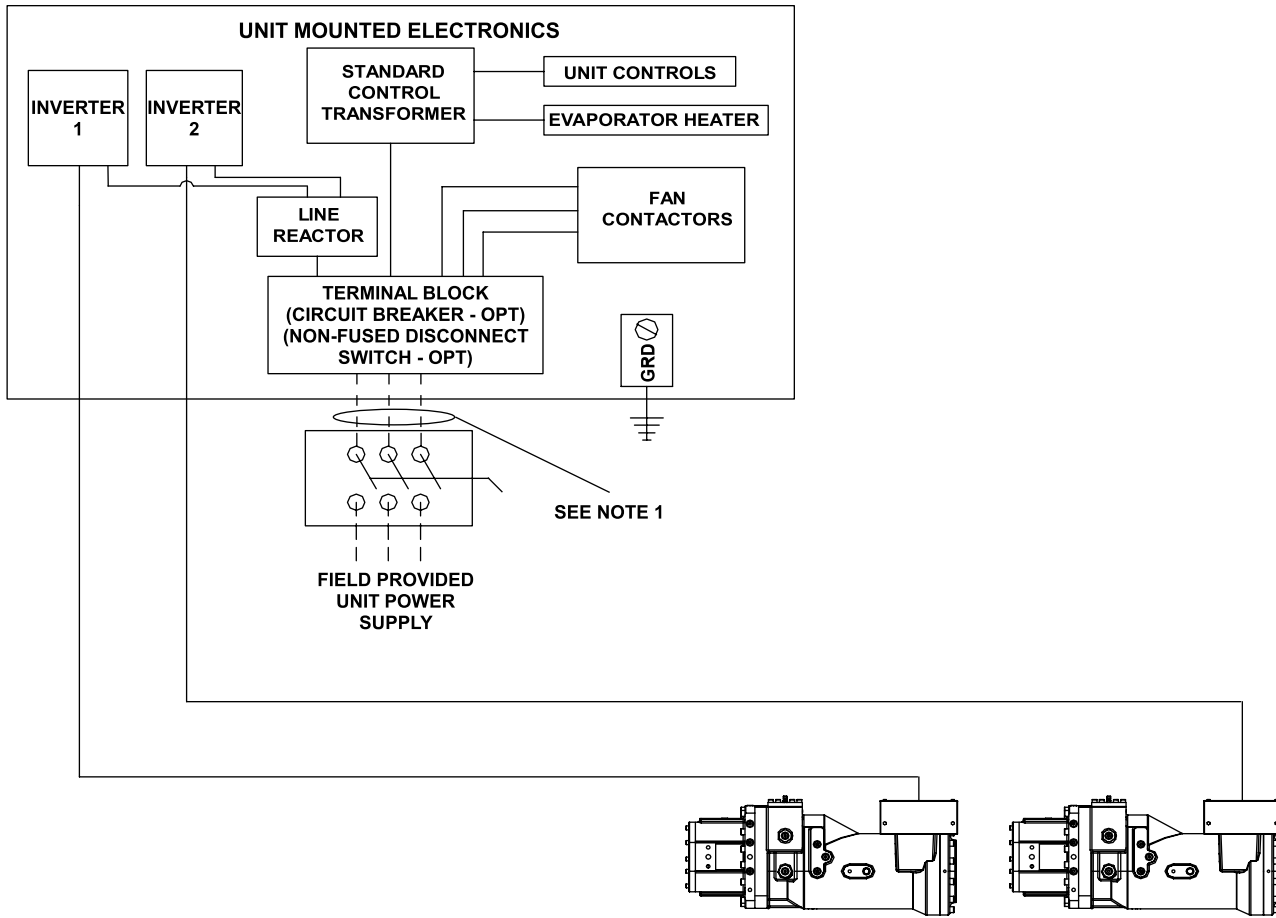 UNIT MOUNTED ELECTRONICS
INVERTER
1
INVERTER
2
STANDARD
CONTROL
TRANSFORMER
UNIT CONTROLS
EVAPORATOR HEATER
FAN
CONTACTORS
LINE
REACTOR
TERMINAL BLOCK
(CIRCUIT BREAKER - OPT)
(NON-FUSED DISCONNECT
SWITCH - OPT)
GRD
SEE NOTE 1
FIELD PROVIDED
UNIT POWER
SUPPLY